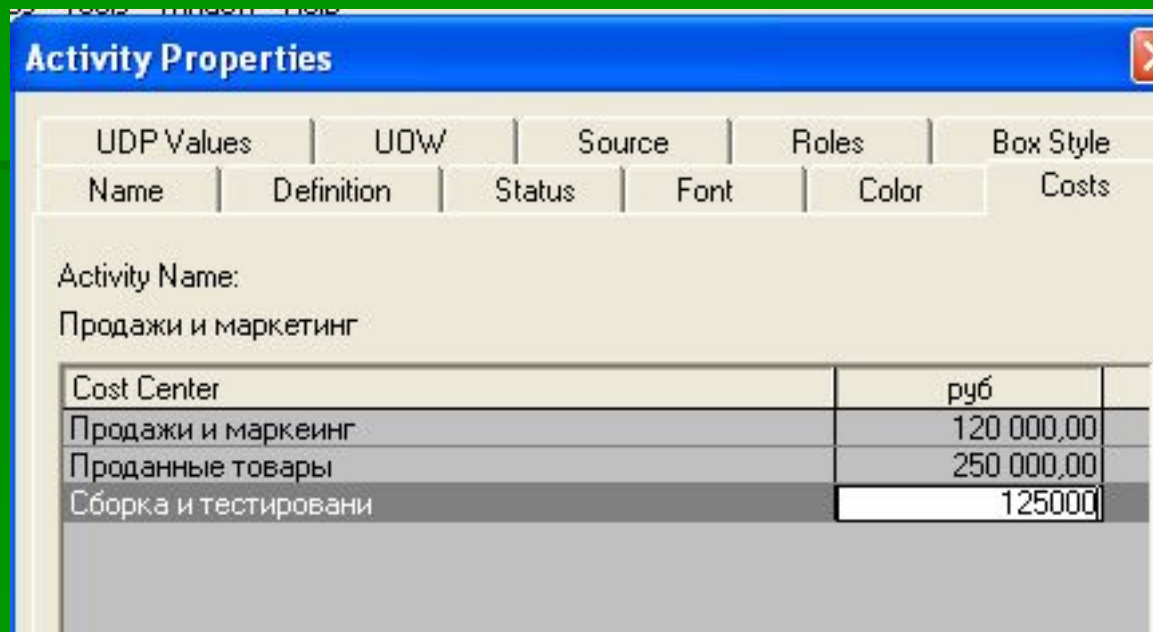 Activity Properties
UDP Values UOW Source Roles Box Style
Name Definition Status Font Color Costs
Activity Name:
Продажи и маркетинг
Cost Center руб
Продажи и маркеинг 120 000,00
Проданные товары 250 000,00
Сборка и тестировани 125000